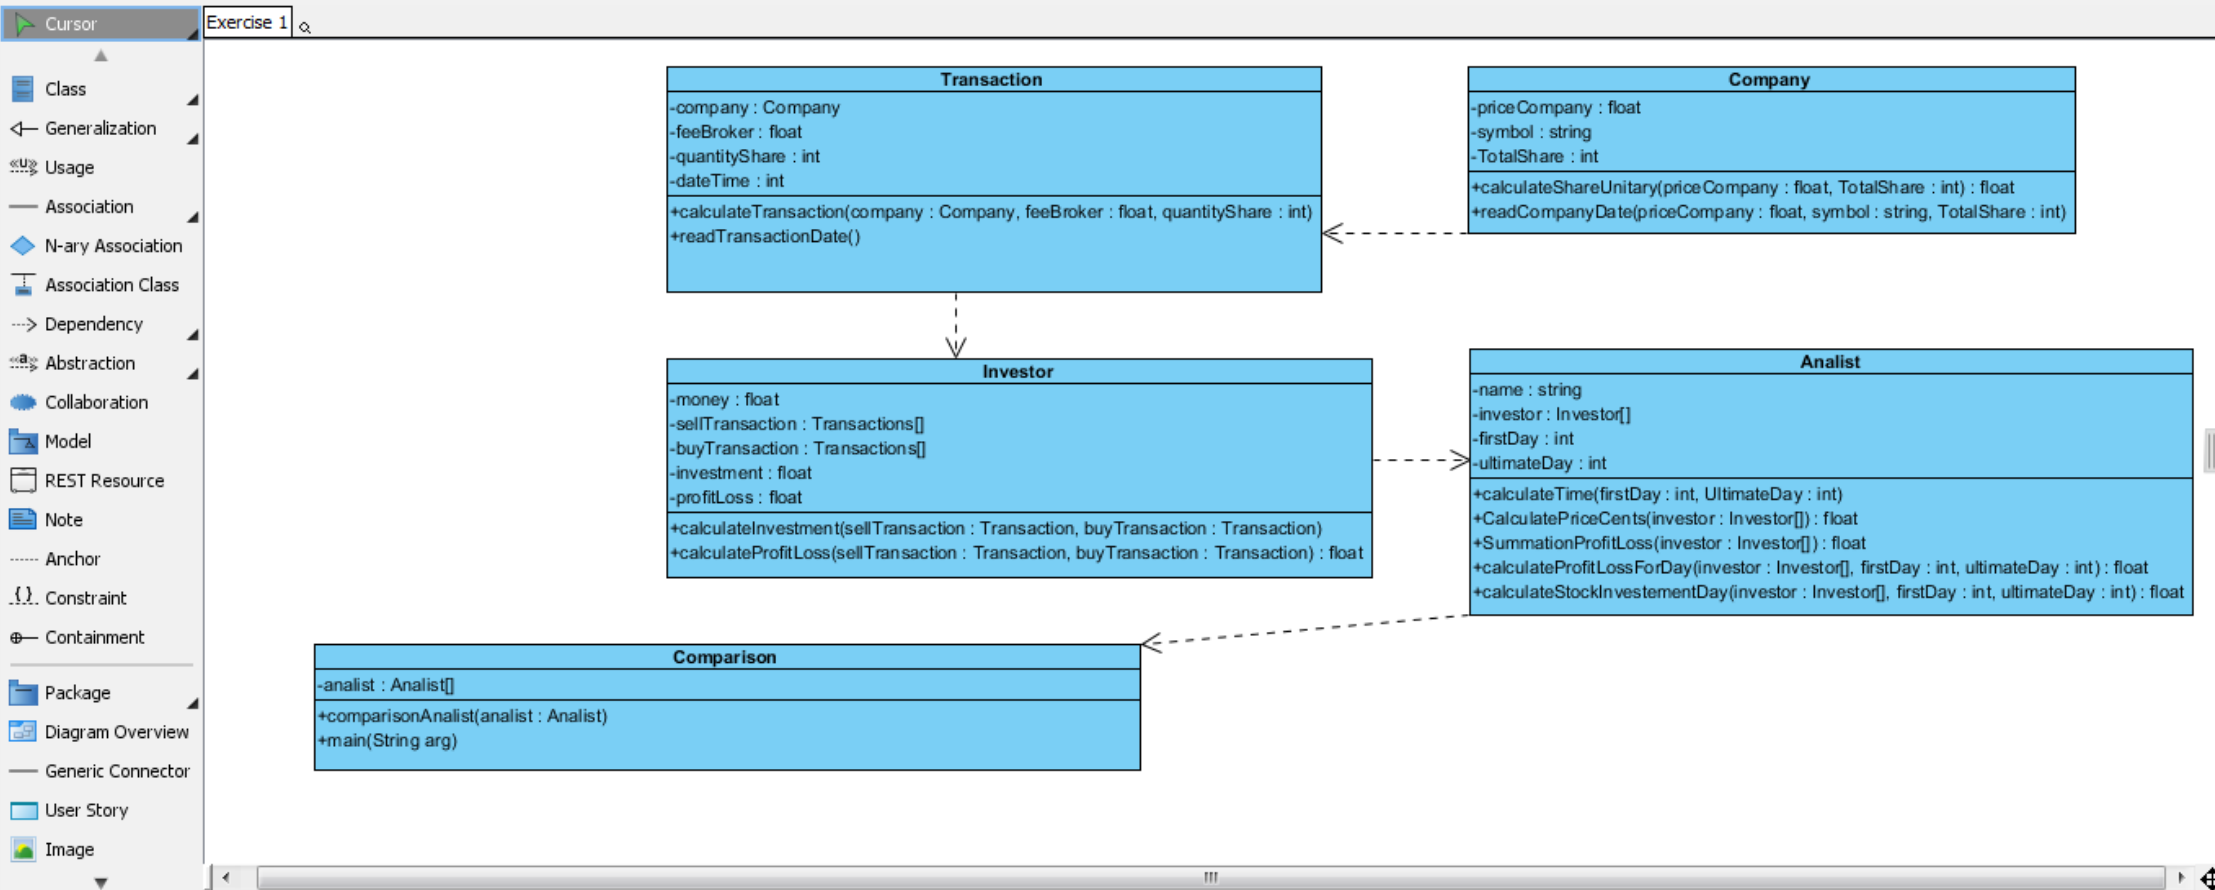 Cursor
Class
Generalization
«U» Usage
Association
N-ary Association
Association Class
Dependency
«a» Abstraction
Collaboration
Model
REST Resource
Note
Anchor
{} Constraint
Containment
Package
Diagram Overview
Generic Connector
User Story
Image
Exercise 1
Transaction
-company : Company
-feeBroker : float
-quantityShare : int
-dateTime : int
+calculateTransaction(company : Company, feeBroker : float, quantityShare : int)
+readTransactionDate()
Company
-priceCompany : float
-symbol : string
-TotalShare : int
+calculateShareUnitary(priceCompany : float, TotalShare : int) : float
+readCompanyDate(priceCompany : float, symbol : string, TotalShare : int)
Investor
-money : float
-sellTransaction : Transactions[]
-buyTransaction : Transactions[]
-investment : float
-profitLoss : float
+calculateInvestment(sellTransaction : Transaction, buyTransaction : Transaction)
+calculateProfitLoss(sellTransaction : Transaction, buyTransaction : Transaction) : float
Analist
-name : string
-investor : Investor[]
-firstDay : int
-ultimateDay : int
+calculateTime(firstDay : int, UltimateDay : int)
+CalculatePriceCents(investor : Investor[]) : float
+SummationProfitLoss(investor : Investor[]) : float
+calculateProfitLossForDay(investor : Investor[], firstDay : int, ultimateDay : int) : float
+calculateStockInvestementDay(investor : Investor[], firstDay : int, ultimateDay : int) : float
Comparison
-analist : Analist[]
+comparisonAnalist(analist : Analist)
+main(String arg)